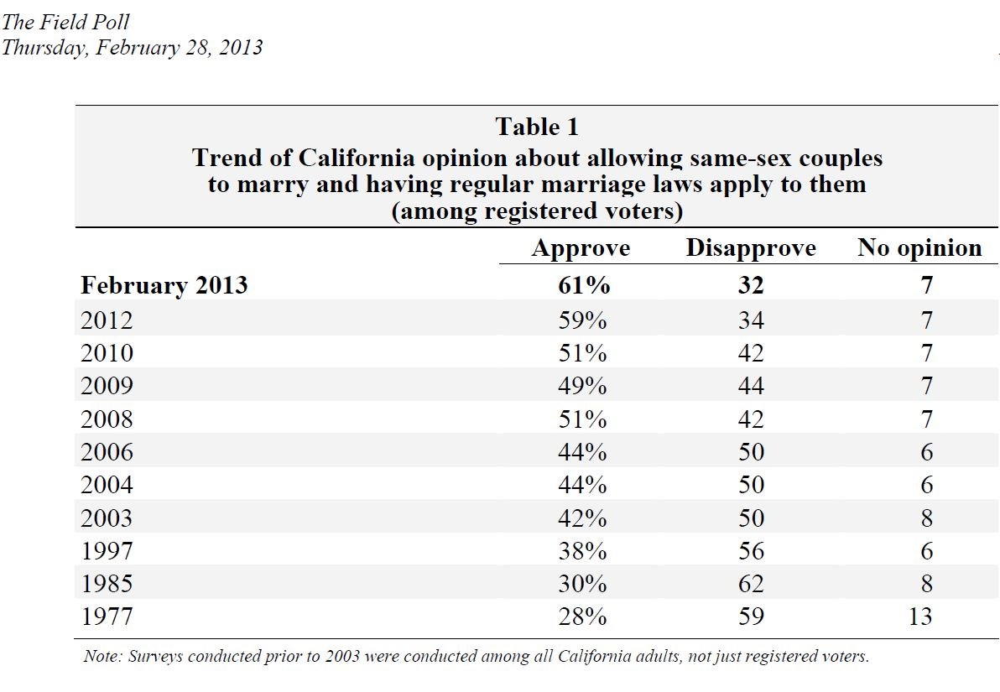 The Field Poll
Thursday, February 28, 2013
Table 1
Trend of California opinion about allowing same-sex couples
to marry and having regular marriage laws apply to them
(among registered voters)
Approve Disapprove No opinion
February 2013 61% 32 7
2012 59% 34 7
2010 51% 42 7
2009 49% 44 7
2008 51% 42 7
2006 44% 50 6
2004 44% 50 6
2003 42% 50 8
1997 38% 56 6
1985 30% 62 8
1977 28% 59 13
Note: Surveys conducted prior to 2003 were conducted among all California adults, not just registered voters.